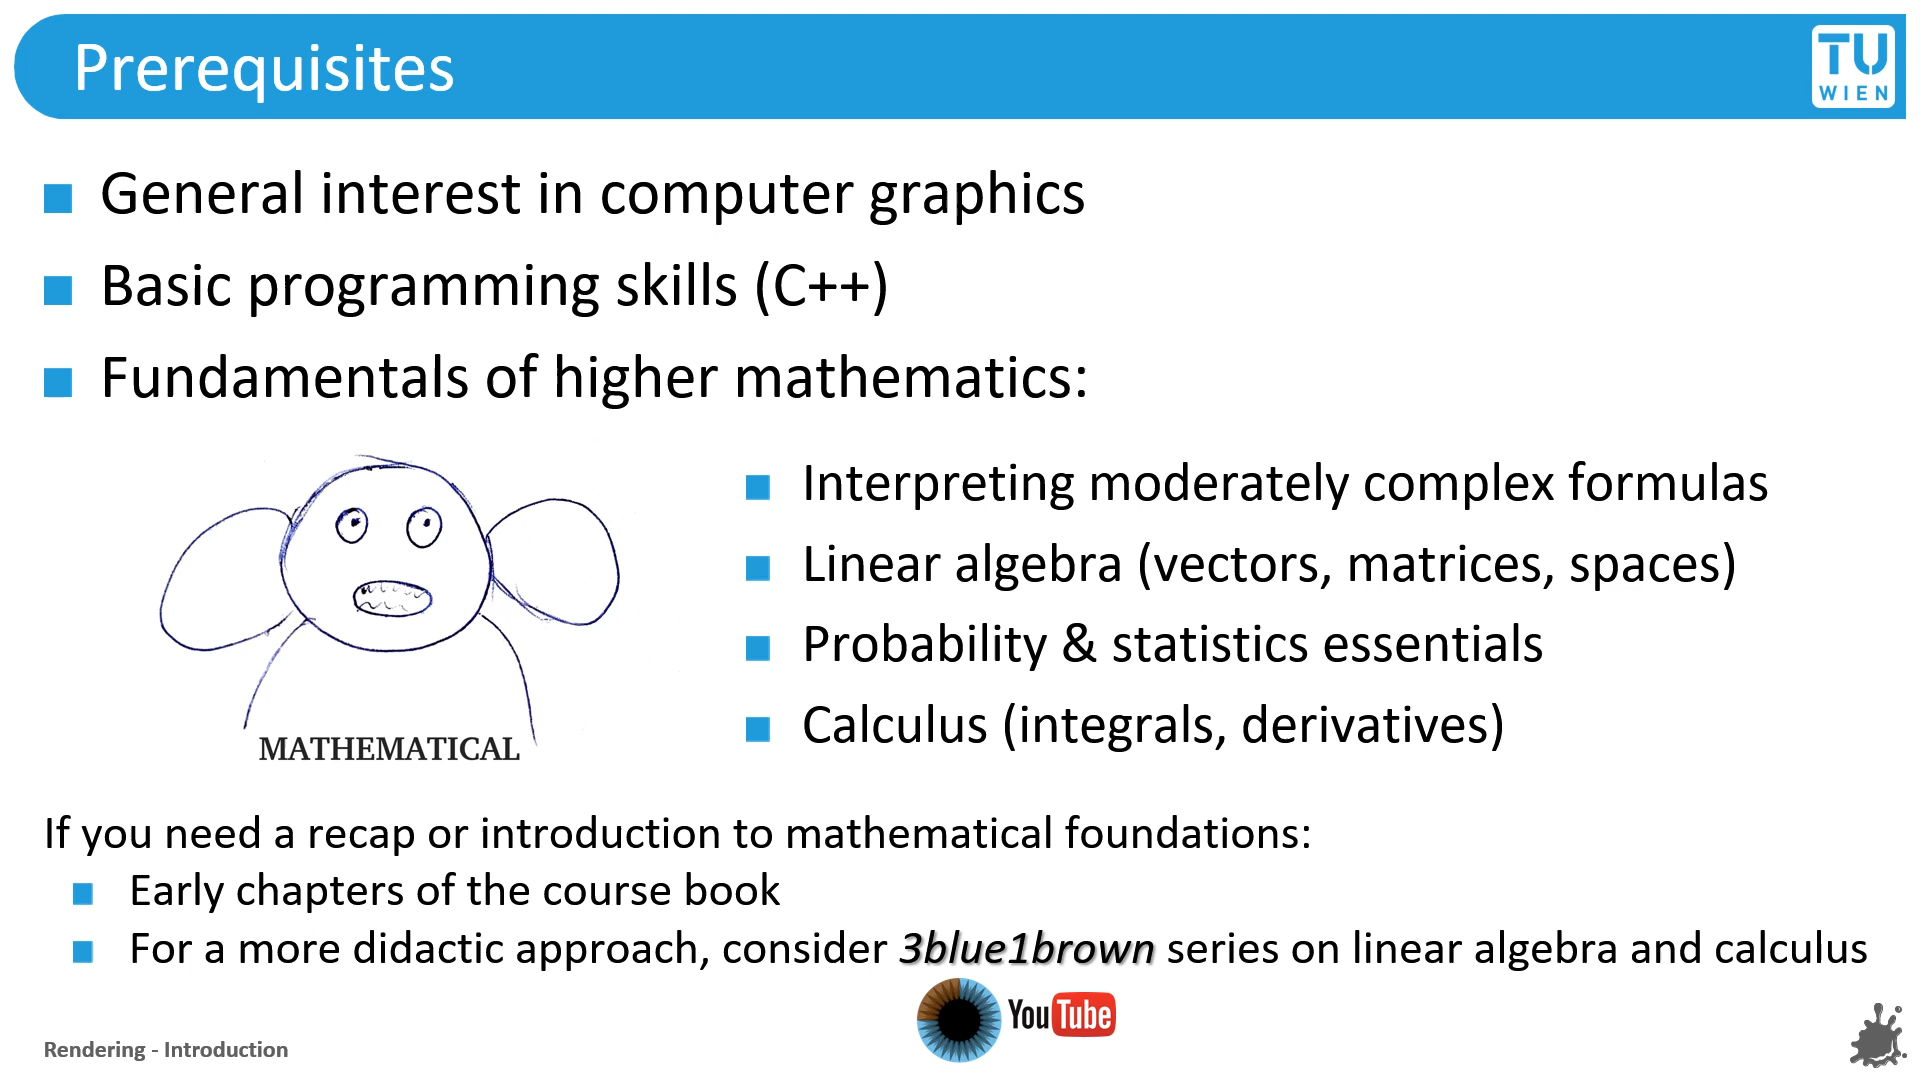 Prerequisites
TU
WIEN
General interest in computer graphics
Basic programming skills (C++)
Fundamentals of higher mathematics:
Interpreting moderately complex formulas
Linear algebra (vectors, matrices, spaces)
Probability & statistics essentials
Calculus (integrals, derivatives)
MATHEMATICAL
If you need a recap or introduction to mathematical foundations:
Early chapters of the course book
For a more didactic approach, consider 3blue1brown series on linear algebra and calculus
YouTube
Rendering - Introduction